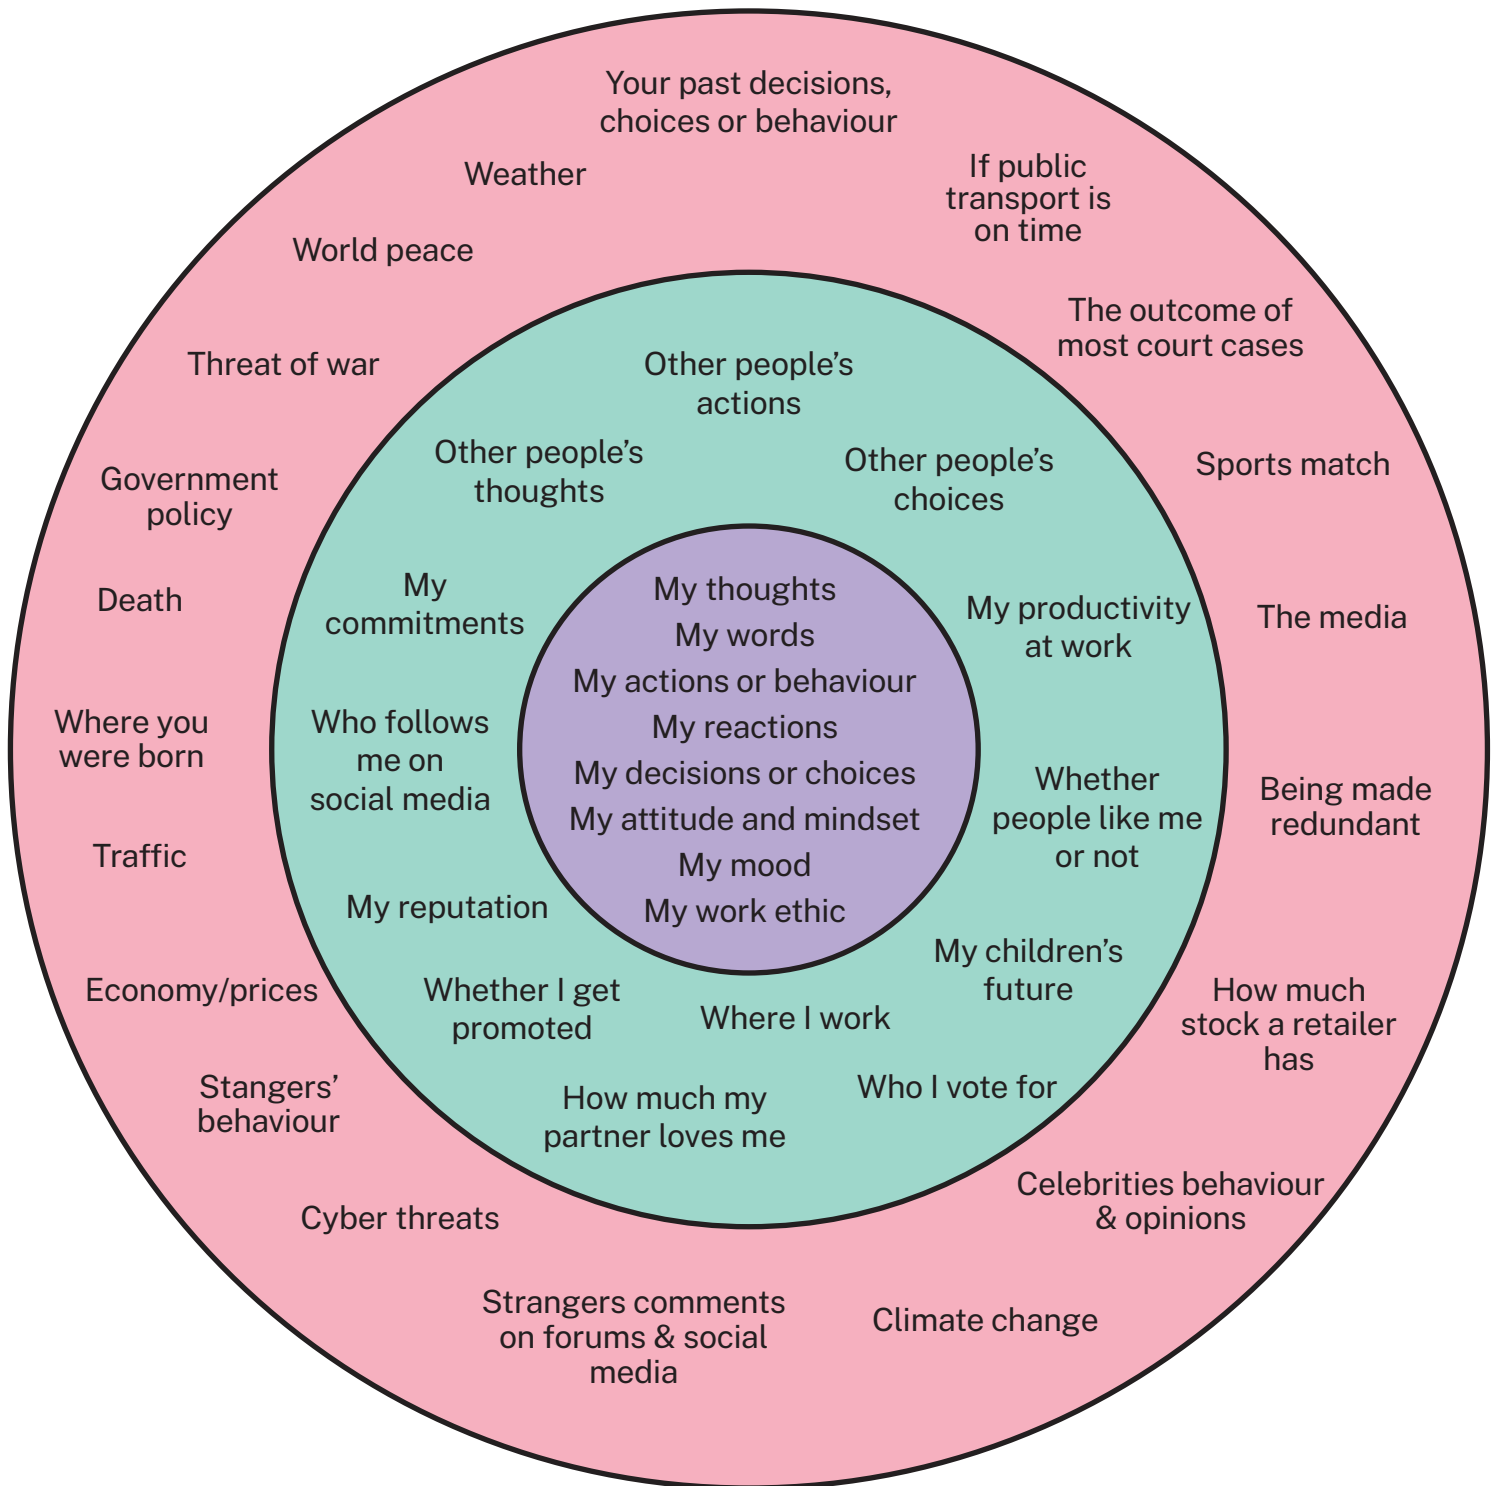 Your past decisions,
choices or behaviour
Weather
If public
transport is
on time
World peace
The outcome of
most court cases
Threat of war
Other people’s
actions
Other people’s
thoughts
Other people’s
choices
Sports match
Government
policy
My
commitments
My thoughts
My words
My actions or behaviour
My reactions
My decisions or choices
My attitude and mindset
My mood
My work ethic
My productivity
at work
Death
The media
Where you
were born
Who follows
me on
social media
Whether
people like me
or not
Being made
redundant
Traffic
My reputation
My children’s
future
Economy/prices
Whether I get
promoted
Where I work
How much
stock a retailer
has
Stangers’
behaviour
How much my
partner loves me
Who I vote for
Celebrities behaviour
& opinions
Cyber threats
Strangers comments
on forums & social
media
Climate change